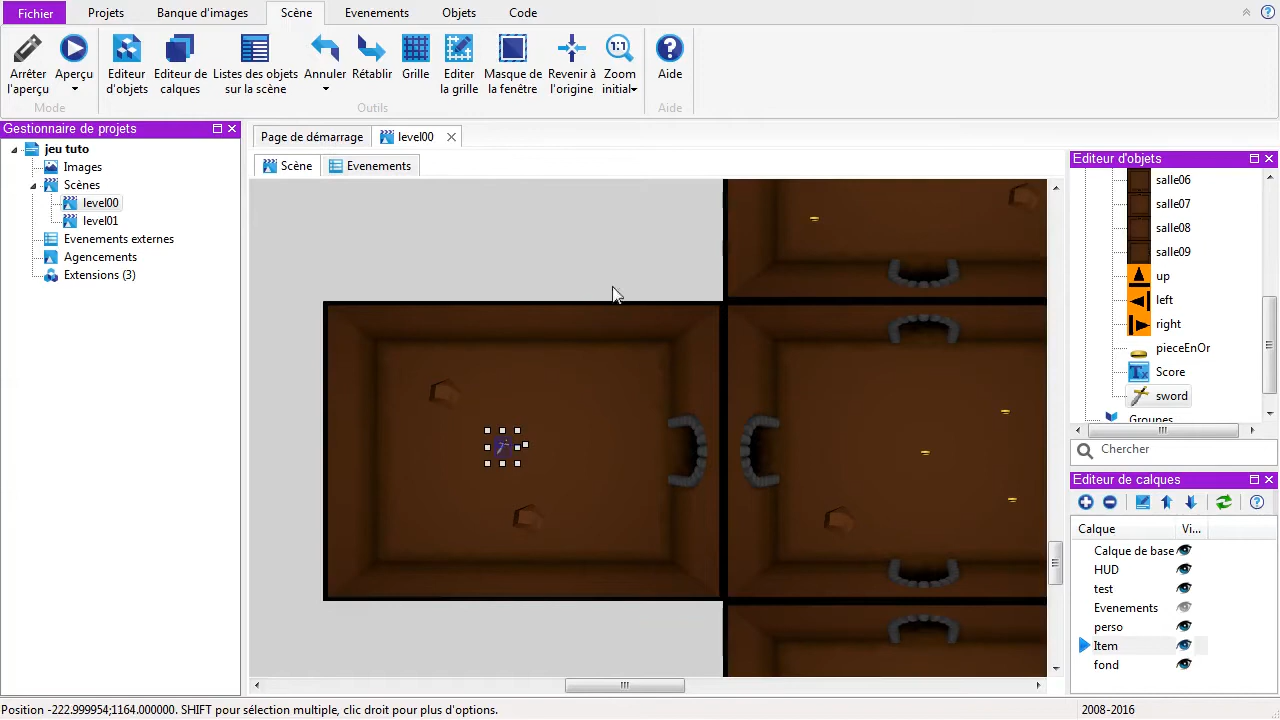 Fichier Projets Banque d'images Scène Evenements Objets Code
Arrêter l'aperçu Aperçu Editeur d'objets Editeur de calques Listes des objets sur la scène Annuler Rétablir Grille Editer la grille Masque de la fenêtre Revenir à l'origine 1:1 Zoom initial Aide
Mode Outils Aide
Gestionnaire de projets
jeu tuto
Images
Scènes
level00
level01
Evenements externes
Agencements
Extensions (3)
Page de démarrage level00
Scène Evenements
Editeur d'objets
salle06
salle07
salle08
salle09
up
left
right
pieceEnOr
Tx Score
sword
Groupes
Chercher
Editeur de calques
Calque Vi...
Calque de base
HUD
test
Evenements
perso
Item
fond
Position -222.999954;1164.000000. SHIFT pour sélection multiple, clic droit pour plus d'options. 2008-2016